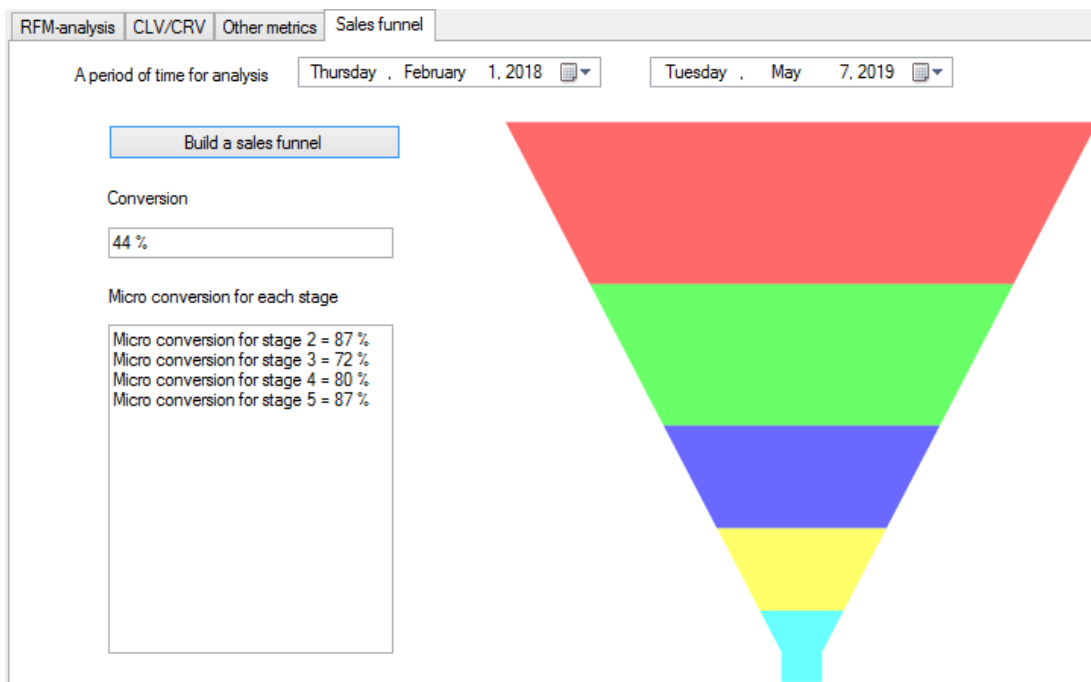 RFM-analysis CLV/CRV Other metrics Sales funnel
A period of time for analysis Thursday , February 1, 2018 Tuesday , May 7, 2019
Build a sales funnel
Conversion
44 %
Micro conversion for each stage
Micro conversion for stage 2 = 87 %
Micro conversion for stage 3 = 72 %
Micro conversion for stage 4 = 80 %
Micro conversion for stage 5 = 87 %